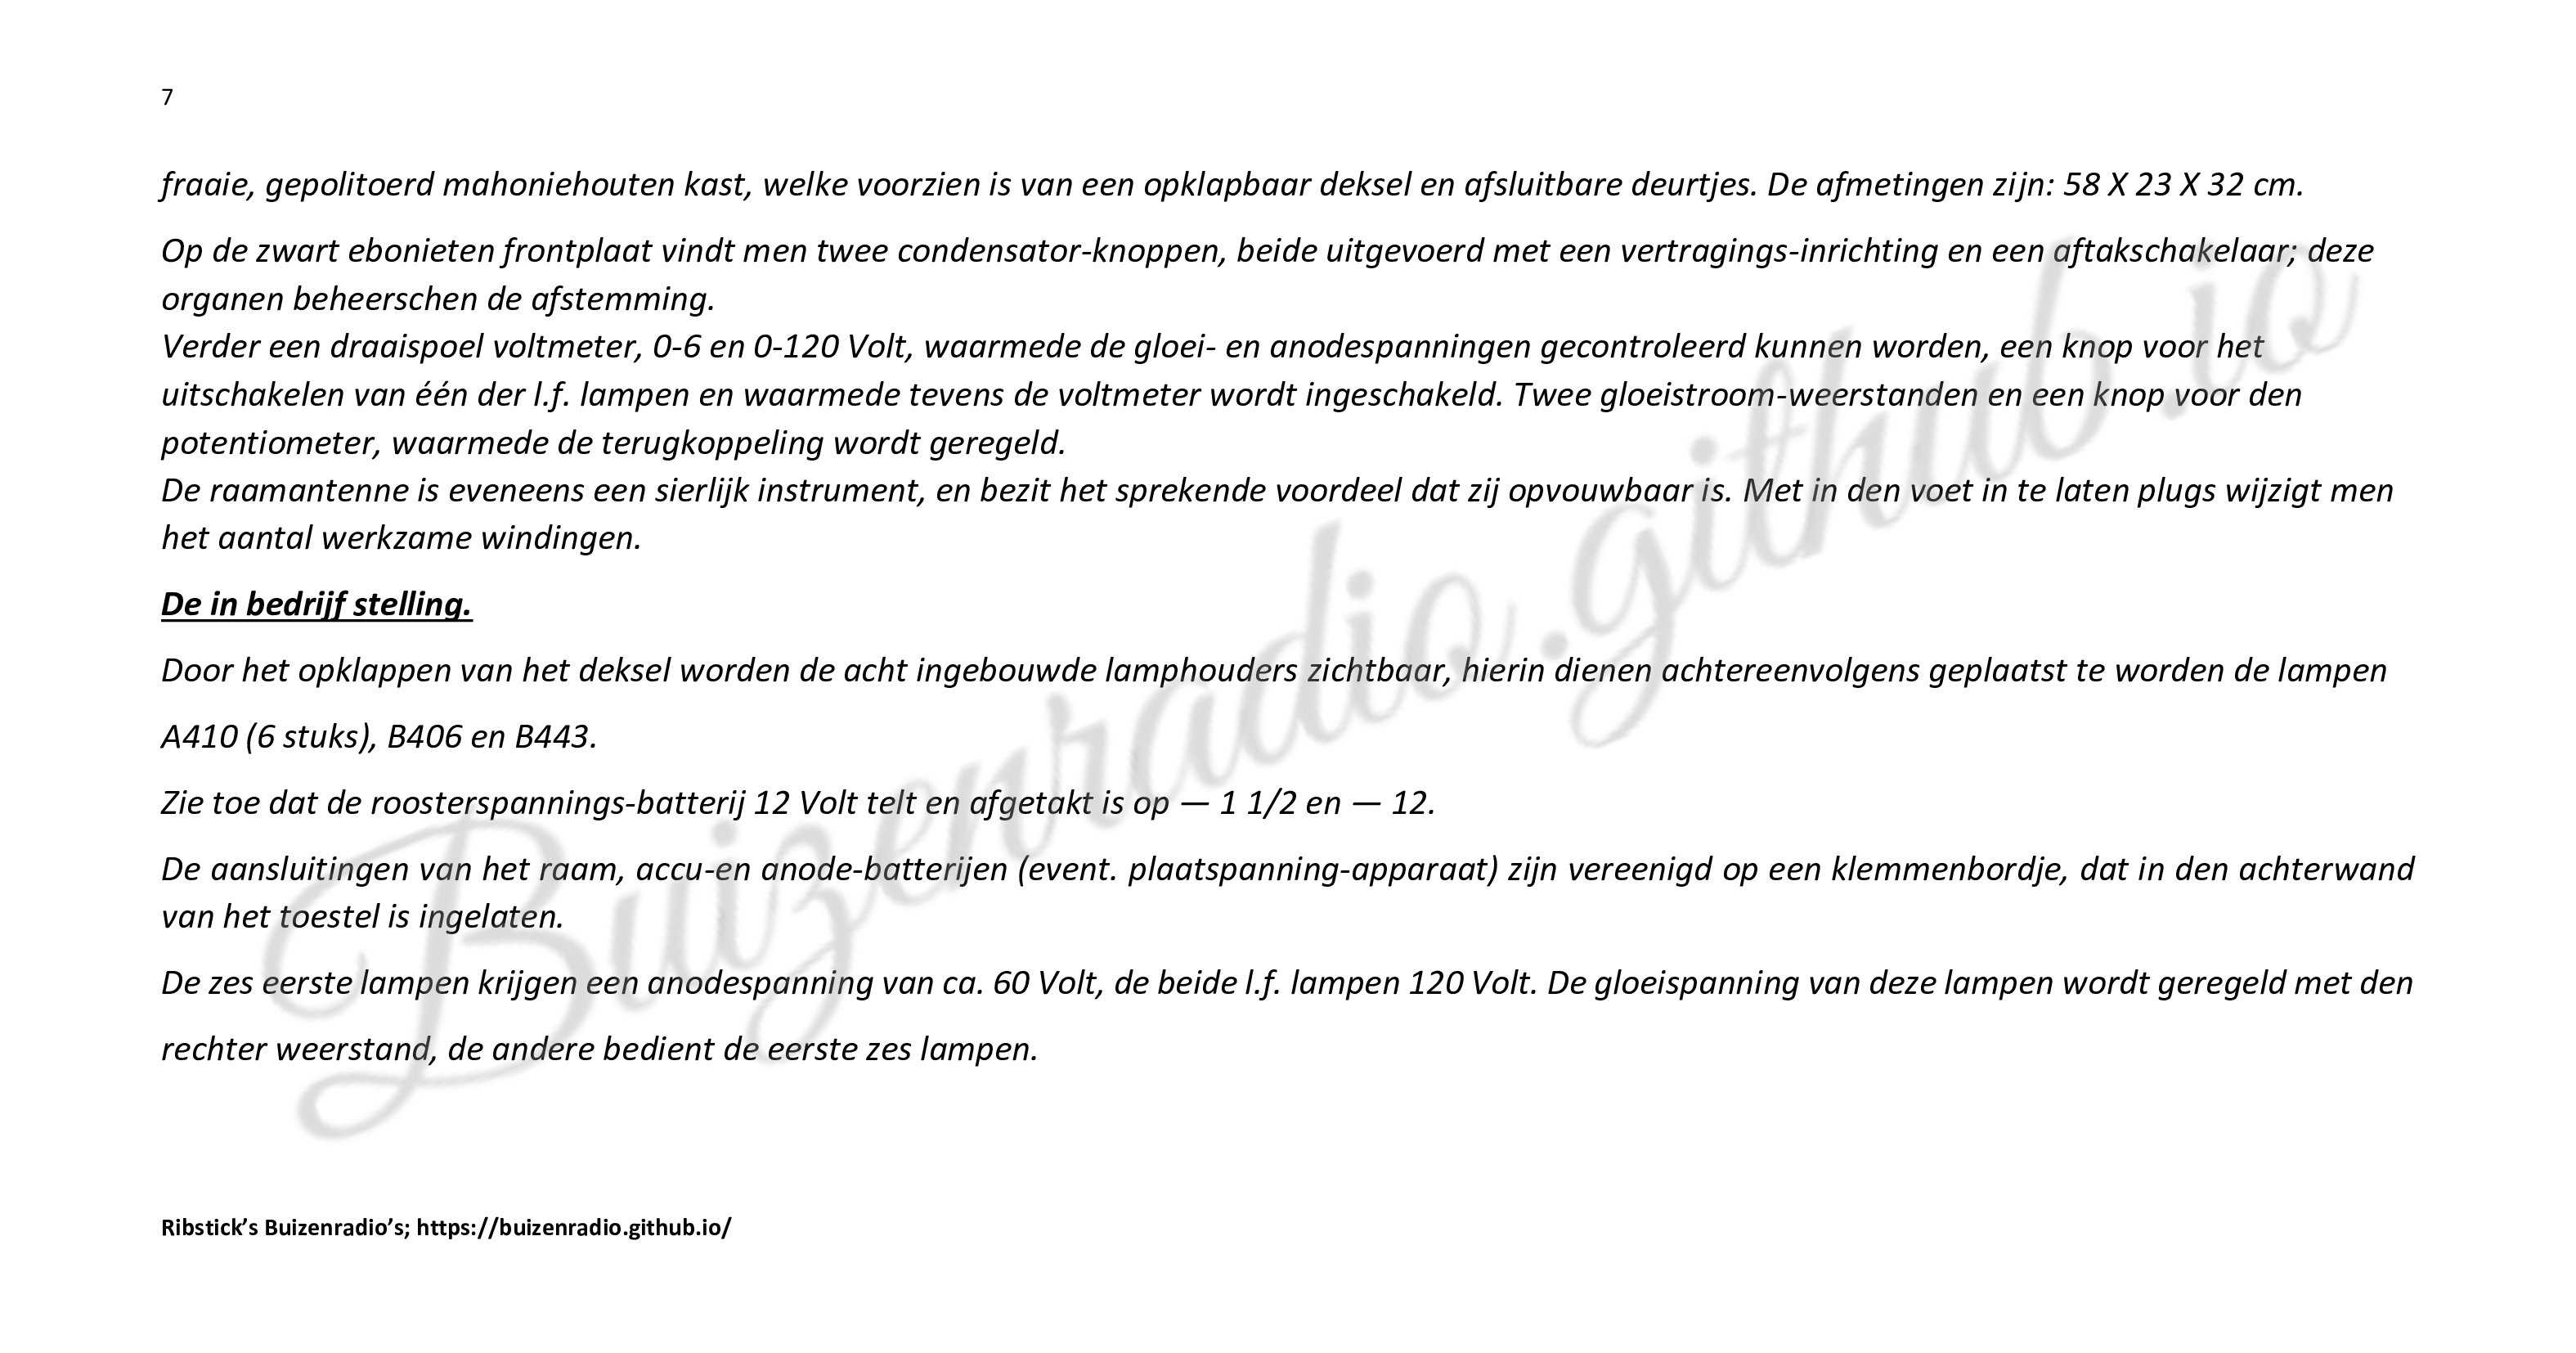 7
fraaie, gepolitoerd mahoniehouten kast, welke voorzien is van een opklapbaar deksel en afsluitbare deurtjes. De afmetingen zijn: 58 X 23 X 32 cm.
Op de zwart ebonieten frontplaat vindt men twee condensator-knoppen, beide uitgevoerd met een vertragings-inrichting en een aftakschakelaar; deze
organen beheerschen de afstemming.
Verder een draaispoel voltmeter, 0-6 en 0-120 Volt, waarmede de gloei- en anodespanningen gecontroleerd kunnen worden, een knop voor het
uitschakelen van één der l.f. lampen en waarmede tevens de voltmeter wordt ingeschakeld. Twee gloeistroom-weerstanden en een knop voor den
potentiometer, waarmede de terugkoppeling wordt geregeld.
De raamantenne is eveneens een sierlijk instrument, en bezit het sprekende voordeel dat zij opvouwbaar is. Met in den voet in te laten plugs wijzigt men
het aantal werkzame windingen.
De in bedrijf stelling.
Door het opklappen van het deksel worden de acht ingebouwde lamphouders zichtbaar, hierin dienen achtereenvolgens geplaatst te worden de lampen
A410 (6 stuks), B406 en B443.
Zie toe dat de roosterspannings-batterij 12 Volt telt en afgetakt is op — 1 1/2 en — 12.
De aansluitingen van het raam, accu-en anode-batterijen (event. plaatspanning-apparaat) zijn vereenigd op een klemmenbordje, dat in den achterwand
van het toestel is ingelaten.
De zes eerste lampen krijgen een anodespanning van ca. 60 Volt, de beide l.f. lampen 120 Volt. De gloeispanning van deze lampen wordt geregeld met den
rechter weerstand, de andere bedient de eerste zes lampen.
Buizenradio.github.io
Ribstick’s Buizenradio’s; https://buizenradio.github.io/